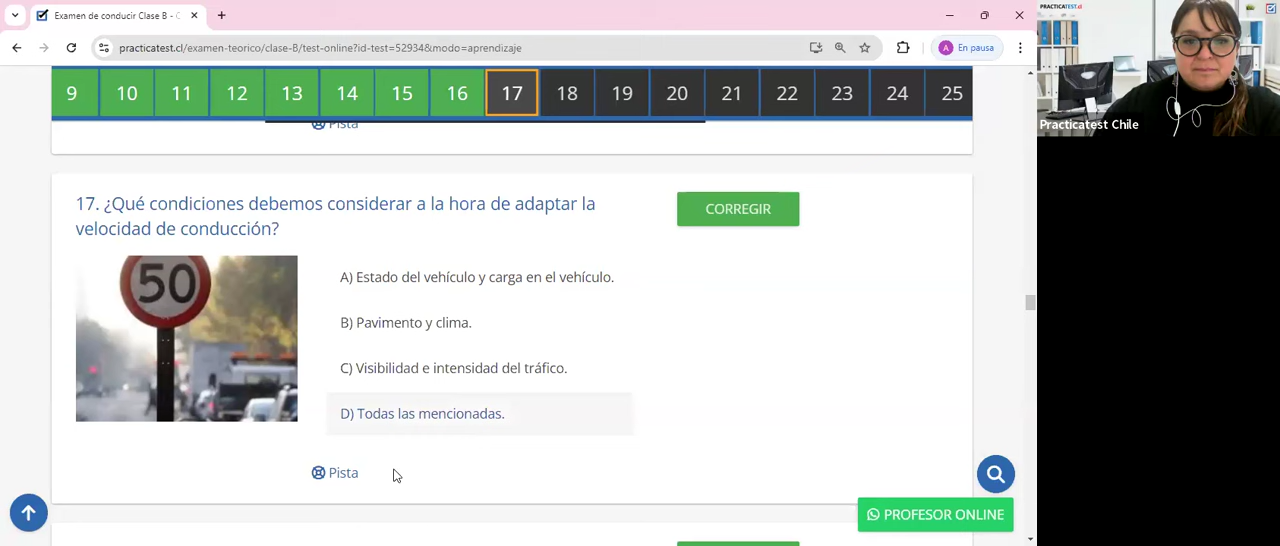 Examen de conducir Clase B - C
practicatest.cl/examen-teorico/clase-B/test-online?id-test=52934&modo=aprendizaje
A En pausa
9 10 11 12 13 14 15 16 17 18 19 20 21 22 23 24 25
Pista
17. ¿Qué condiciones debemos considerar a la hora de adaptar la
velocidad de conducción?
CORREGIR
50
A) Estado del vehículo y carga en el vehículo.
B) Pavimento y clima.
C) Visibilidad e intensidad del tráfico.
D) Todas las mencionadas.
Pista
PROFESOR ONLINE
PRACTICATEST.cl
Practicatest Chile